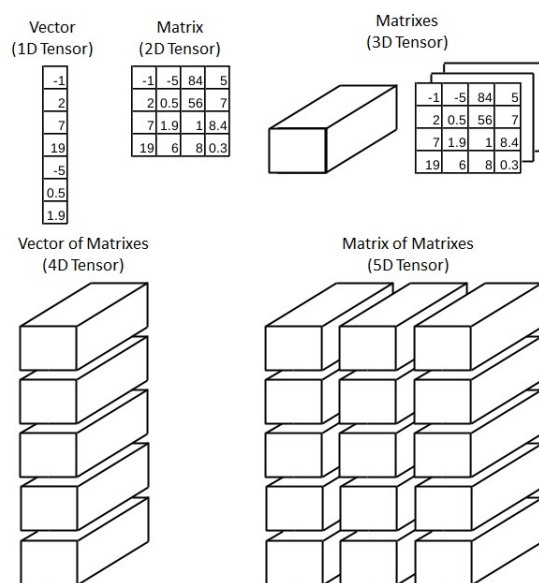 Vector
(1D Tensor)
-1
2
7
19
-5
0.5
1.9
Matrix
(2D Tensor)
-1 -5 84 5
2 0.5 56 7
7 1.9 1 8.4
19 6 8 0.3
Matrixes
(3D Tensor)
-1 -5 84 5
2 0.5 56 7
7 1.9 1 8.4
19 6 8 0.3
Vector of Matrixes
(4D Tensor)
Matrix of Matrixes
(5D Tensor)